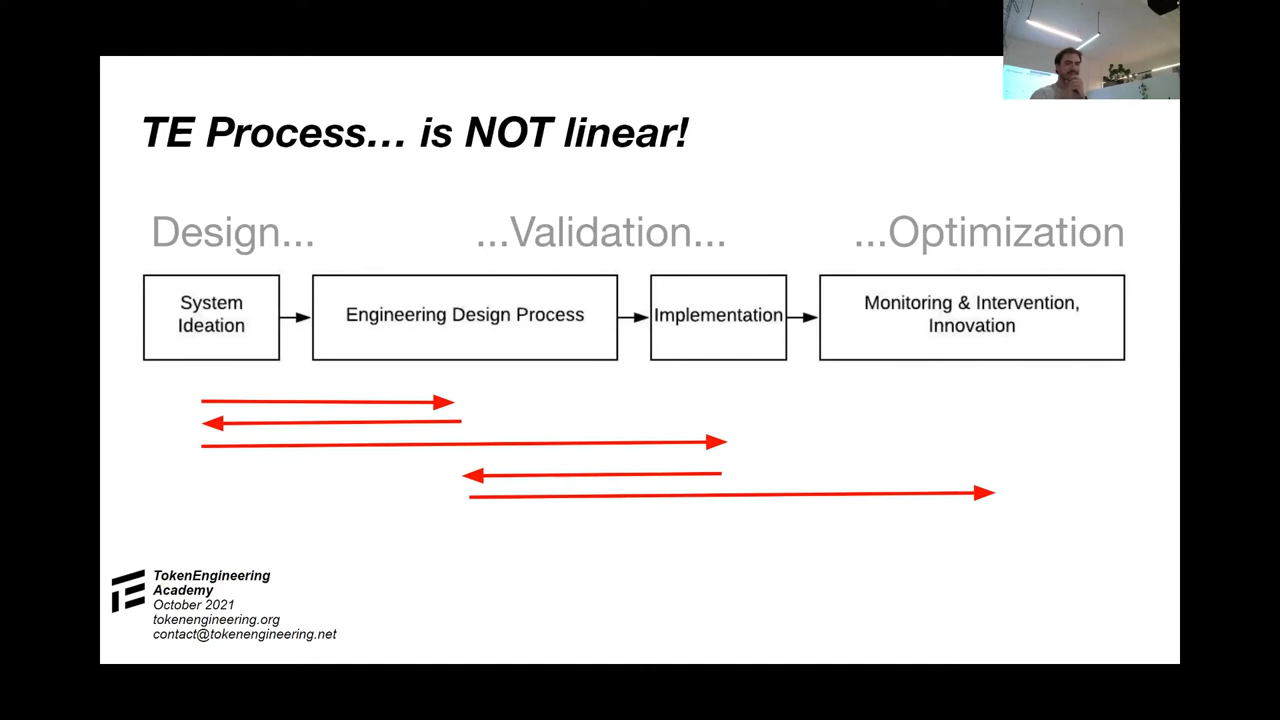 TE Process... is NOT linear!
Design...
...Validation...
...Optimization
System
Ideation
Engineering Design Process
Implementation
Monitoring & Intervention,
Innovation
TokenEngineering
Academy
October 2021
tokenengineering.org
contact@tokenengineering.net